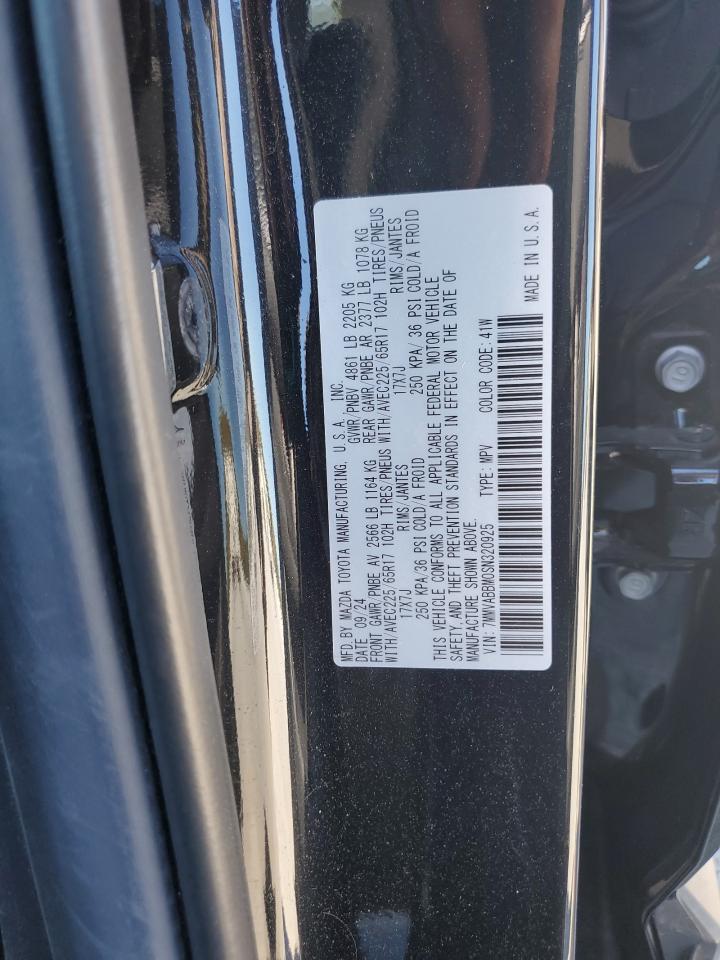 MFD.BY MAZDA TOYOTA MANUFACTURING, U.S.A. INC.
DATE 09/24 GVWR/PNBV 4861 LB 2205 KG
FRONT GAWR/PNBE AV 2566 LB 1164 KG REAR GAWR/PNBE AR 2377 LB 1078 KG
WITH/AVEC225/65R17 102H TIRES/PNEUS WITH/AVEC225/65R17 102H TIRES/PNEUS
17X7J RIMS/JANTES 17X7J RIMS/JANTES
250 KPA/36 PSI COLD/A FROID 250 KPA/ 36 PSI COLD/A FROID
THIS VEHICLE CONFORMS TO ALL APPLICABLE FEDERAL MOTOR VEHICLE
SAFETY,AND THEFT PREVENTION STANDARDS IN EFFECT ON THE DATE OF
MANUFACTURE SHOWN ABOVE.
VIN: 7MMVABBM0SN320925 TYPE: MPV COLOR CODE: 41W
MADE IN U.S.A.